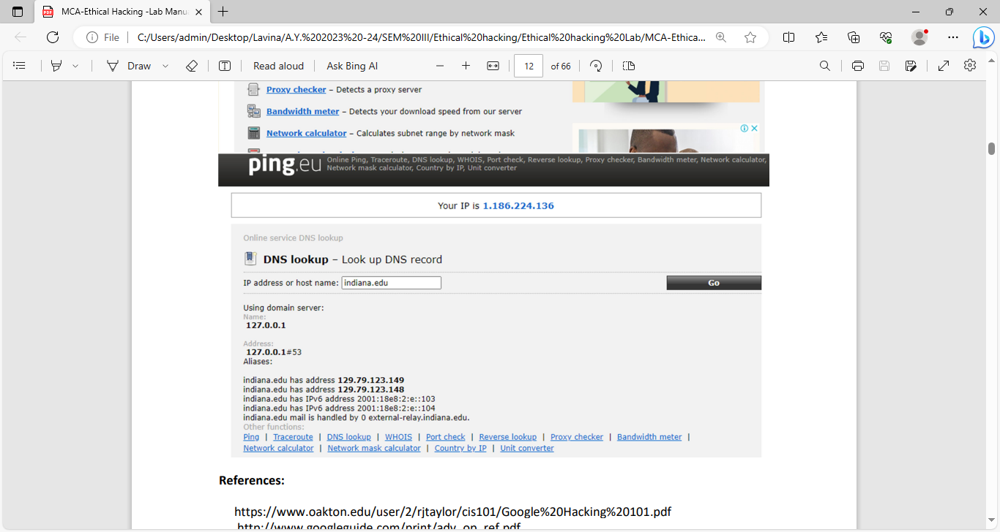 MCA-Ethical Hacking -Lab Manu
File
C:/Users/admin/Desktop/Lavina/A.Y.%202023%20-24/SEM%20III/Ethical%20hacking/Ethical%20hacking%20Lab/MCA-Ethica...
Draw
Read aloud
Ask Bing AI
12
of 66
Proxy checker – Detects a proxy server
Bandwidth meter – Detects your download speed from our server
Network calculator – Calculates subnet range by network mask
ping.eu
Online Ping, Traceroute, DNS lookup, WHOIS, Port check, Reverse lookup, Proxy checker, Bandwidth meter, Network calculator,
Network mask calculator, Country by IP, Unit converter
Your IP is 1.186.224.136
Online service DNS lookup
DNS lookup – Look up DNS record
IP address or host name: indiana.edu
Go
Using domain server:
Name:
127.0.0.1
Address:
127.0.0.1#53
Aliases:
indiana.edu has address 129.79.123.149
indiana.edu has address 129.79.123.148
indiana.edu has IPv6 address 2001:18e8:2:e::103
indiana.edu has IPv6 address 2001:18e8:2:e::104
indiana.edu mail is handled by 0 external-relay.indiana.edu.
Other functions:
Ping | Traceroute | DNS lookup | WHOIS | Port check | Reverse lookup | Proxy checker | Bandwidth meter |
Network calculator | Network mask calculator | Country by IP | Unit converter
References:
https://www.oakton.edu/user/2/rjtaylor/cis101/Google%20Hacking%20101.pdf
http://www.googleguide.com/print/adv_op_ref.pdf